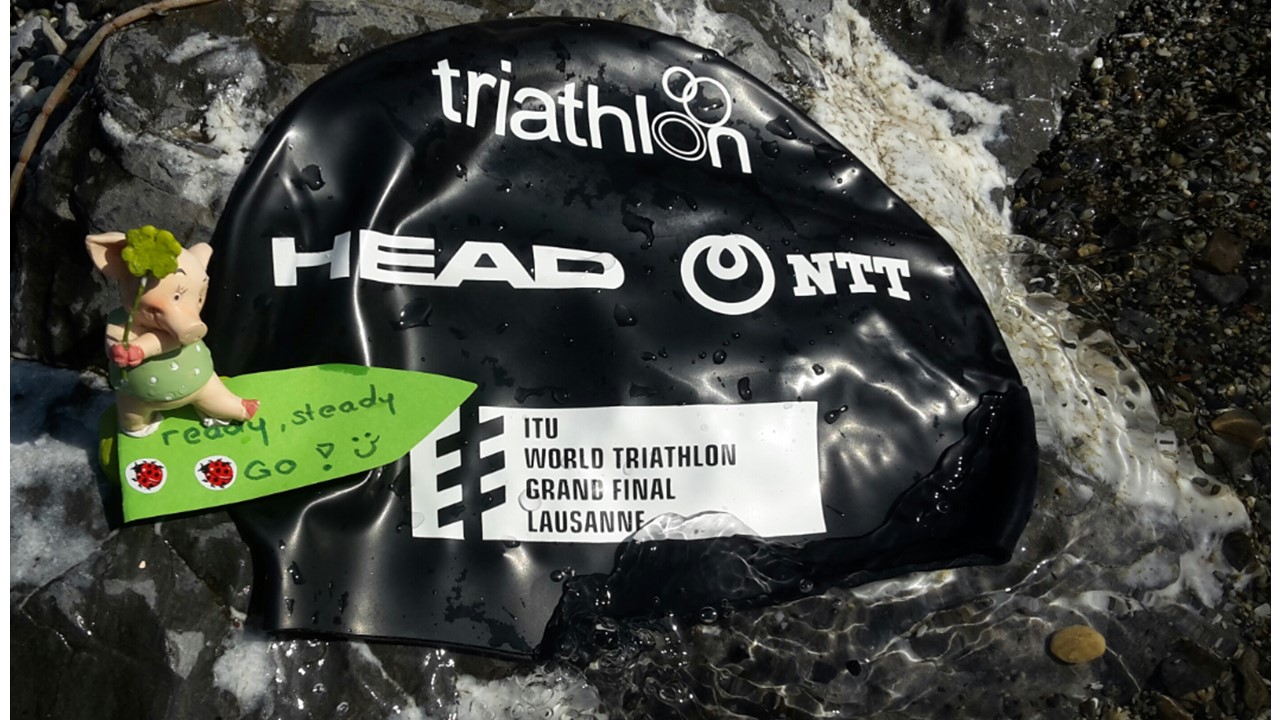 triathlon
HEAD NTT
ITU
WORLD TRIATHLON
GRAND FINAL
LAUSANNE
ready, steady
Go !